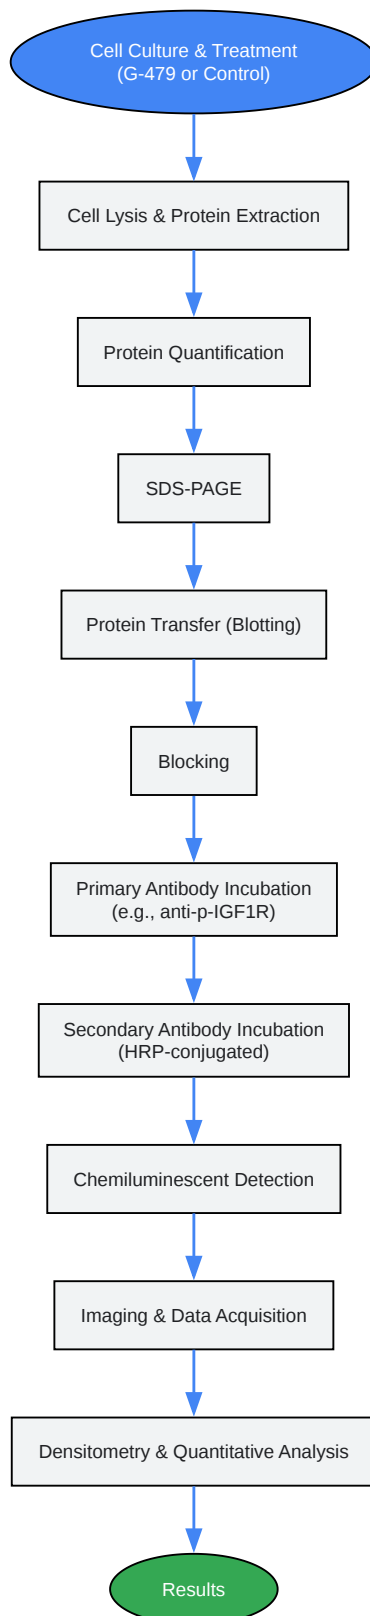 Cell Culture & Treatment
(G-479 or Control)
Cell Lysis & Protein Extraction
Protein Quantification
SDS-PAGE
Protein Transfer (Blotting)
Blocking
Primary Antibody Incubation
(e.g., anti-p-IGF1R)
Secondary Antibody Incubation
(HRP-conjugated)
Chemiluminescent Detection
Imaging & Data Acquisition
Densitometry & Quantitative Analysis
Results